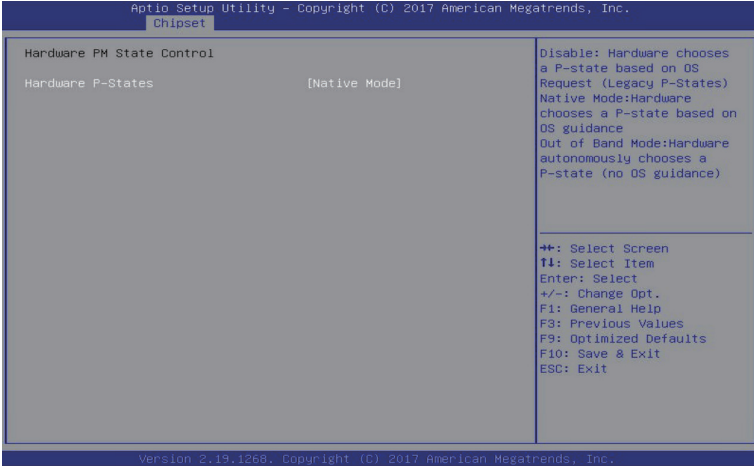 Aptio Setup Utility – Copyright (C) 2017 American Megatrends, Inc.
Chipset
Hardware PM State Control
Hardware P-States [Native Mode]
Disable: Hardware chooses
a P-state based on OS
Request (Legacy P-States)
Native Mode:Hardware
chooses a P-state based on
OS guidance
Out of Band Mode:Hardware
autonomously chooses a
P-state (no OS guidance)
→←: Select Screen
↑↓: Select Item
Enter: Select
+/-: Change Opt.
F1: General Help
F3: Previous Values
F9: Optimized Defaults
F10: Save & Exit
ESC: Exit
Version 2.19.1268. Copyright (C) 2017 American Megatrends, Inc.